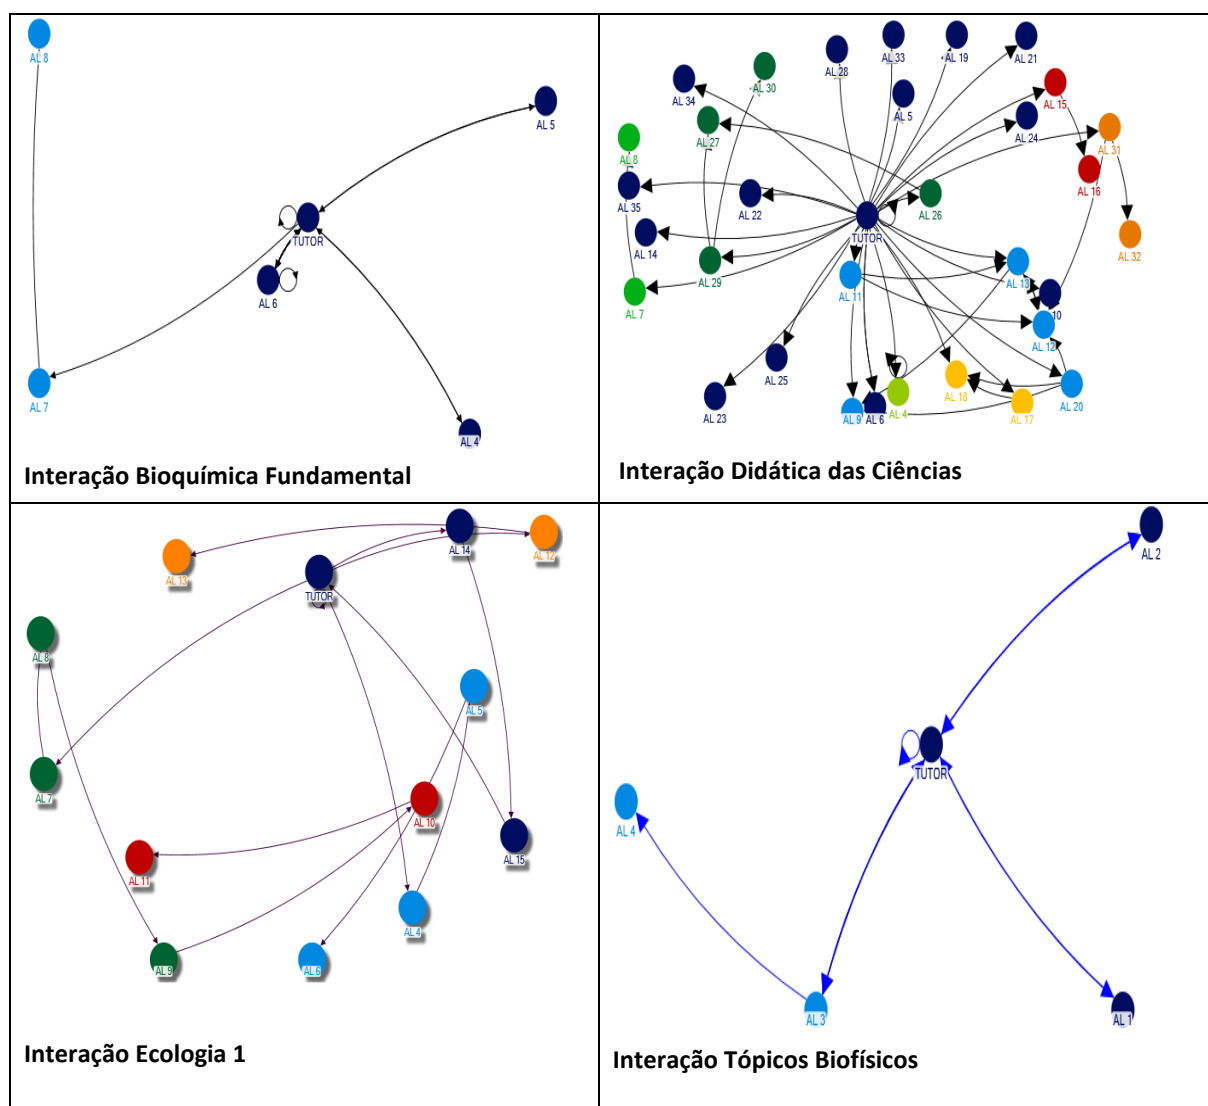 AL 8
AL 5
TUTOR
AL 6
AL 7
AL 4
Interação Bioquímica Fundamental
AL 28
AL 33
AL 19
AL 21
AL 30
AL 34
AL 5
AL 15
AL 24
AL 27
AL 31
AL 8
AL 16
AL 35
AL 22
AL 26
TUTOR
AL 14
AL 32
AL 29
AL 13
AL 11
AL 7
10
AL 12
AL 25
AL 18
AL 20
AL 23
AL 9
AL 6
AL 4
AL 17
Interação Didática das Ciências
AL 14
AL 12
AL 13
TUTOR
AL 8
AL 5
AL 7
AL 10
AL 11
AL 15
AL 4
AL 9
AL 6
Interação Ecologia 1
AL 2
TUTOR
AL 4
AL 3
AL 1
Interação Tópicos Biofísicos